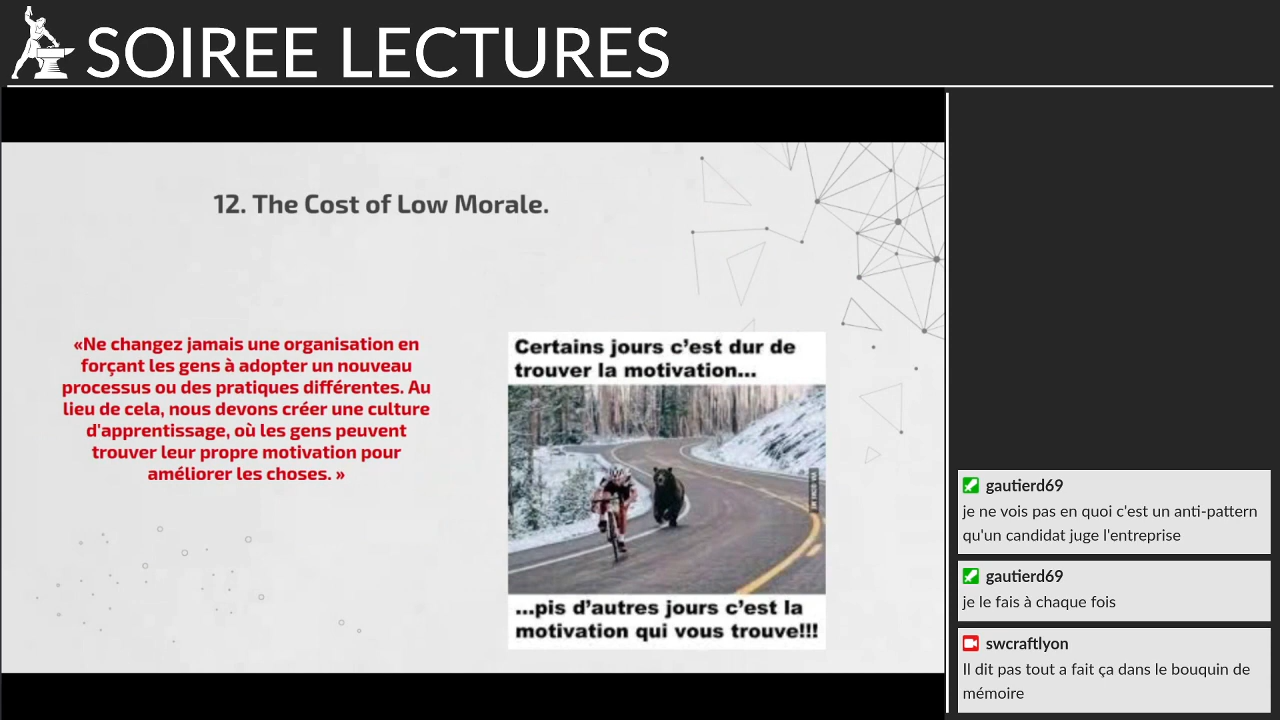 SOIREE LECTURES
12. The Cost of Low Morale.
«Ne changez jamais une organisation en
forçant les gens à adopter un nouveau
processus ou des pratiques différentes. Au
lieu de cela, nous devons créer une culture
d'apprentissage, où les gens peuvent
trouver leur propre motivation pour
améliorer les choses. »
Certains jours c’est dur de
trouver la motivation...
...pis d’autres jours c’est la
motivation qui vous trouve!!!
gautierd69
je ne vois pas en quoi c'est un anti-pattern
qu'un candidat juge l'entreprise
gautierd69
je le fais à chaque fois
swcraftlyon
Il dit pas tout a fait ça dans le bouquin de
mémoire